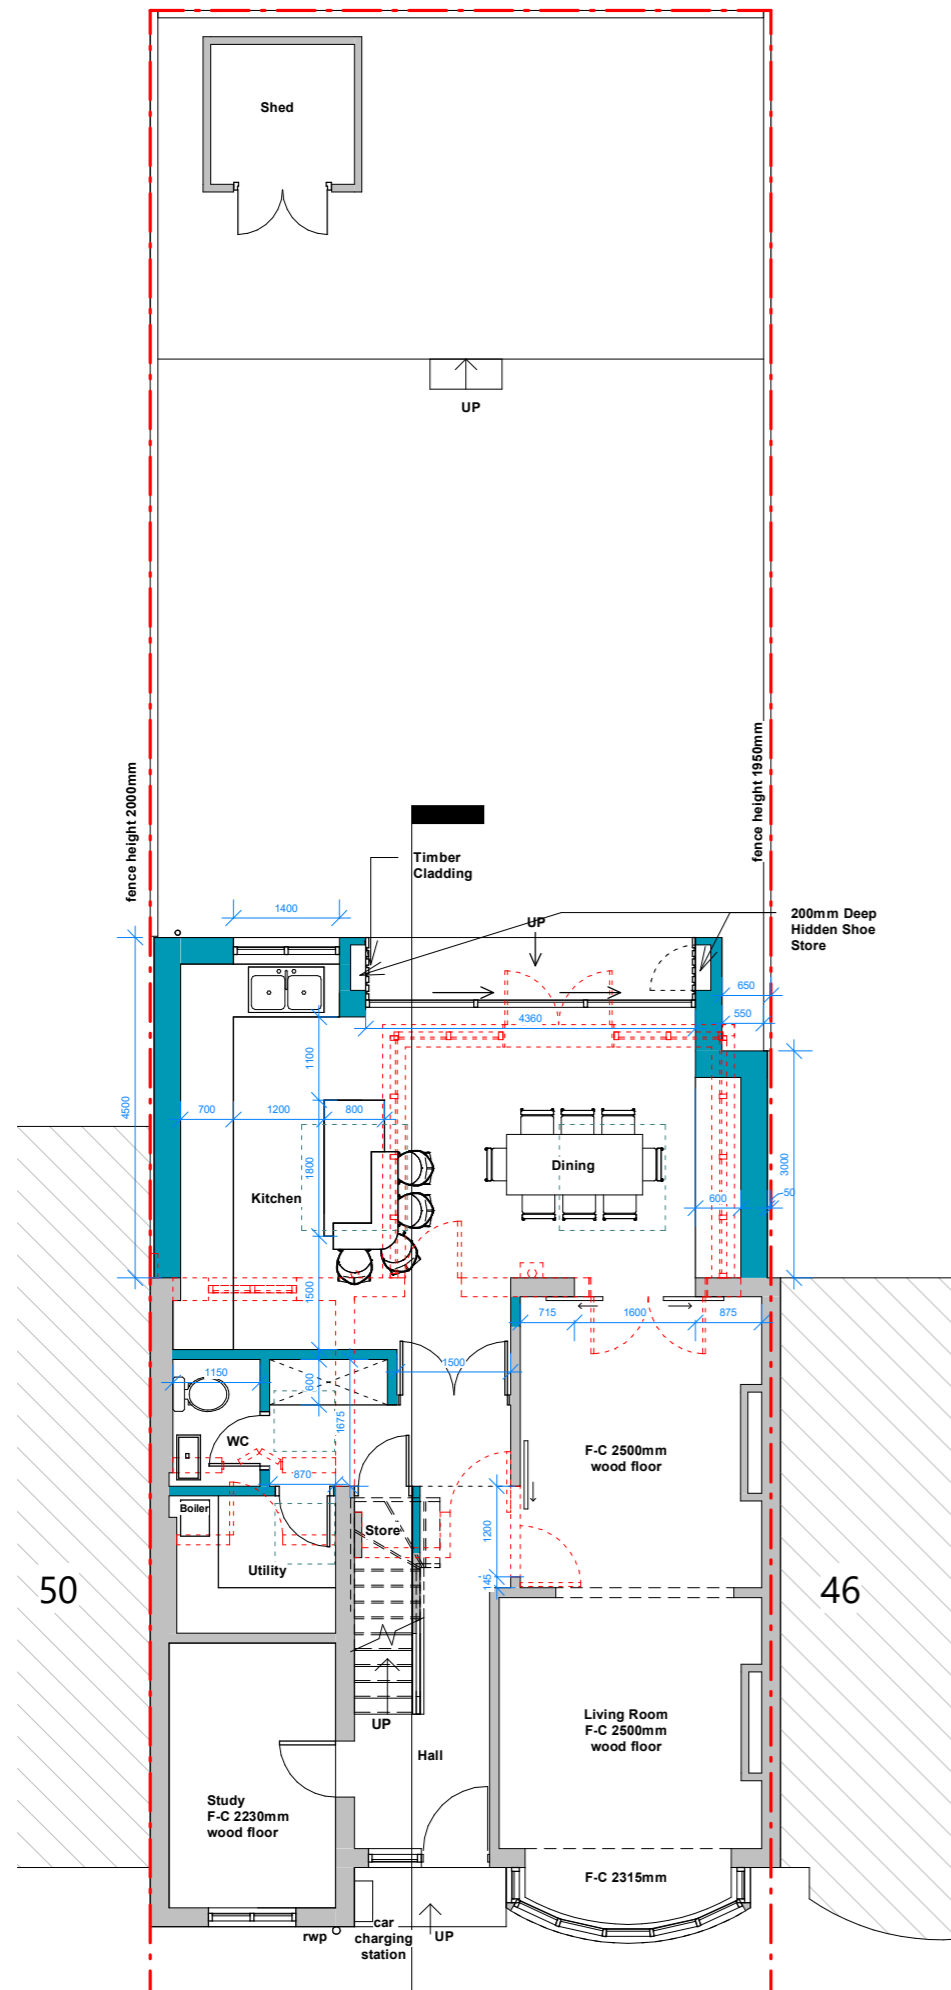 Shed
UP
fence height 2000mm
fence height 1950mm
Timber
Cladding
1400
UP
200mm Deep
Hidden Shoe
Store
650
550
4360
1100
4500
700
1200
800
1800
Dining
3000
Kitchen
600
50
1500
715
1600
875
1150
600
1500
1675
WC
F-C 2500mm
wood floor
870
Boiler
Store
1200
Utility
145
50
46
Living Room
F-C 2500mm
wood floor
UP
Hall
Study
F-C 2230mm
wood floor
F-C 2315mm
rwp
car
charging
station
UP